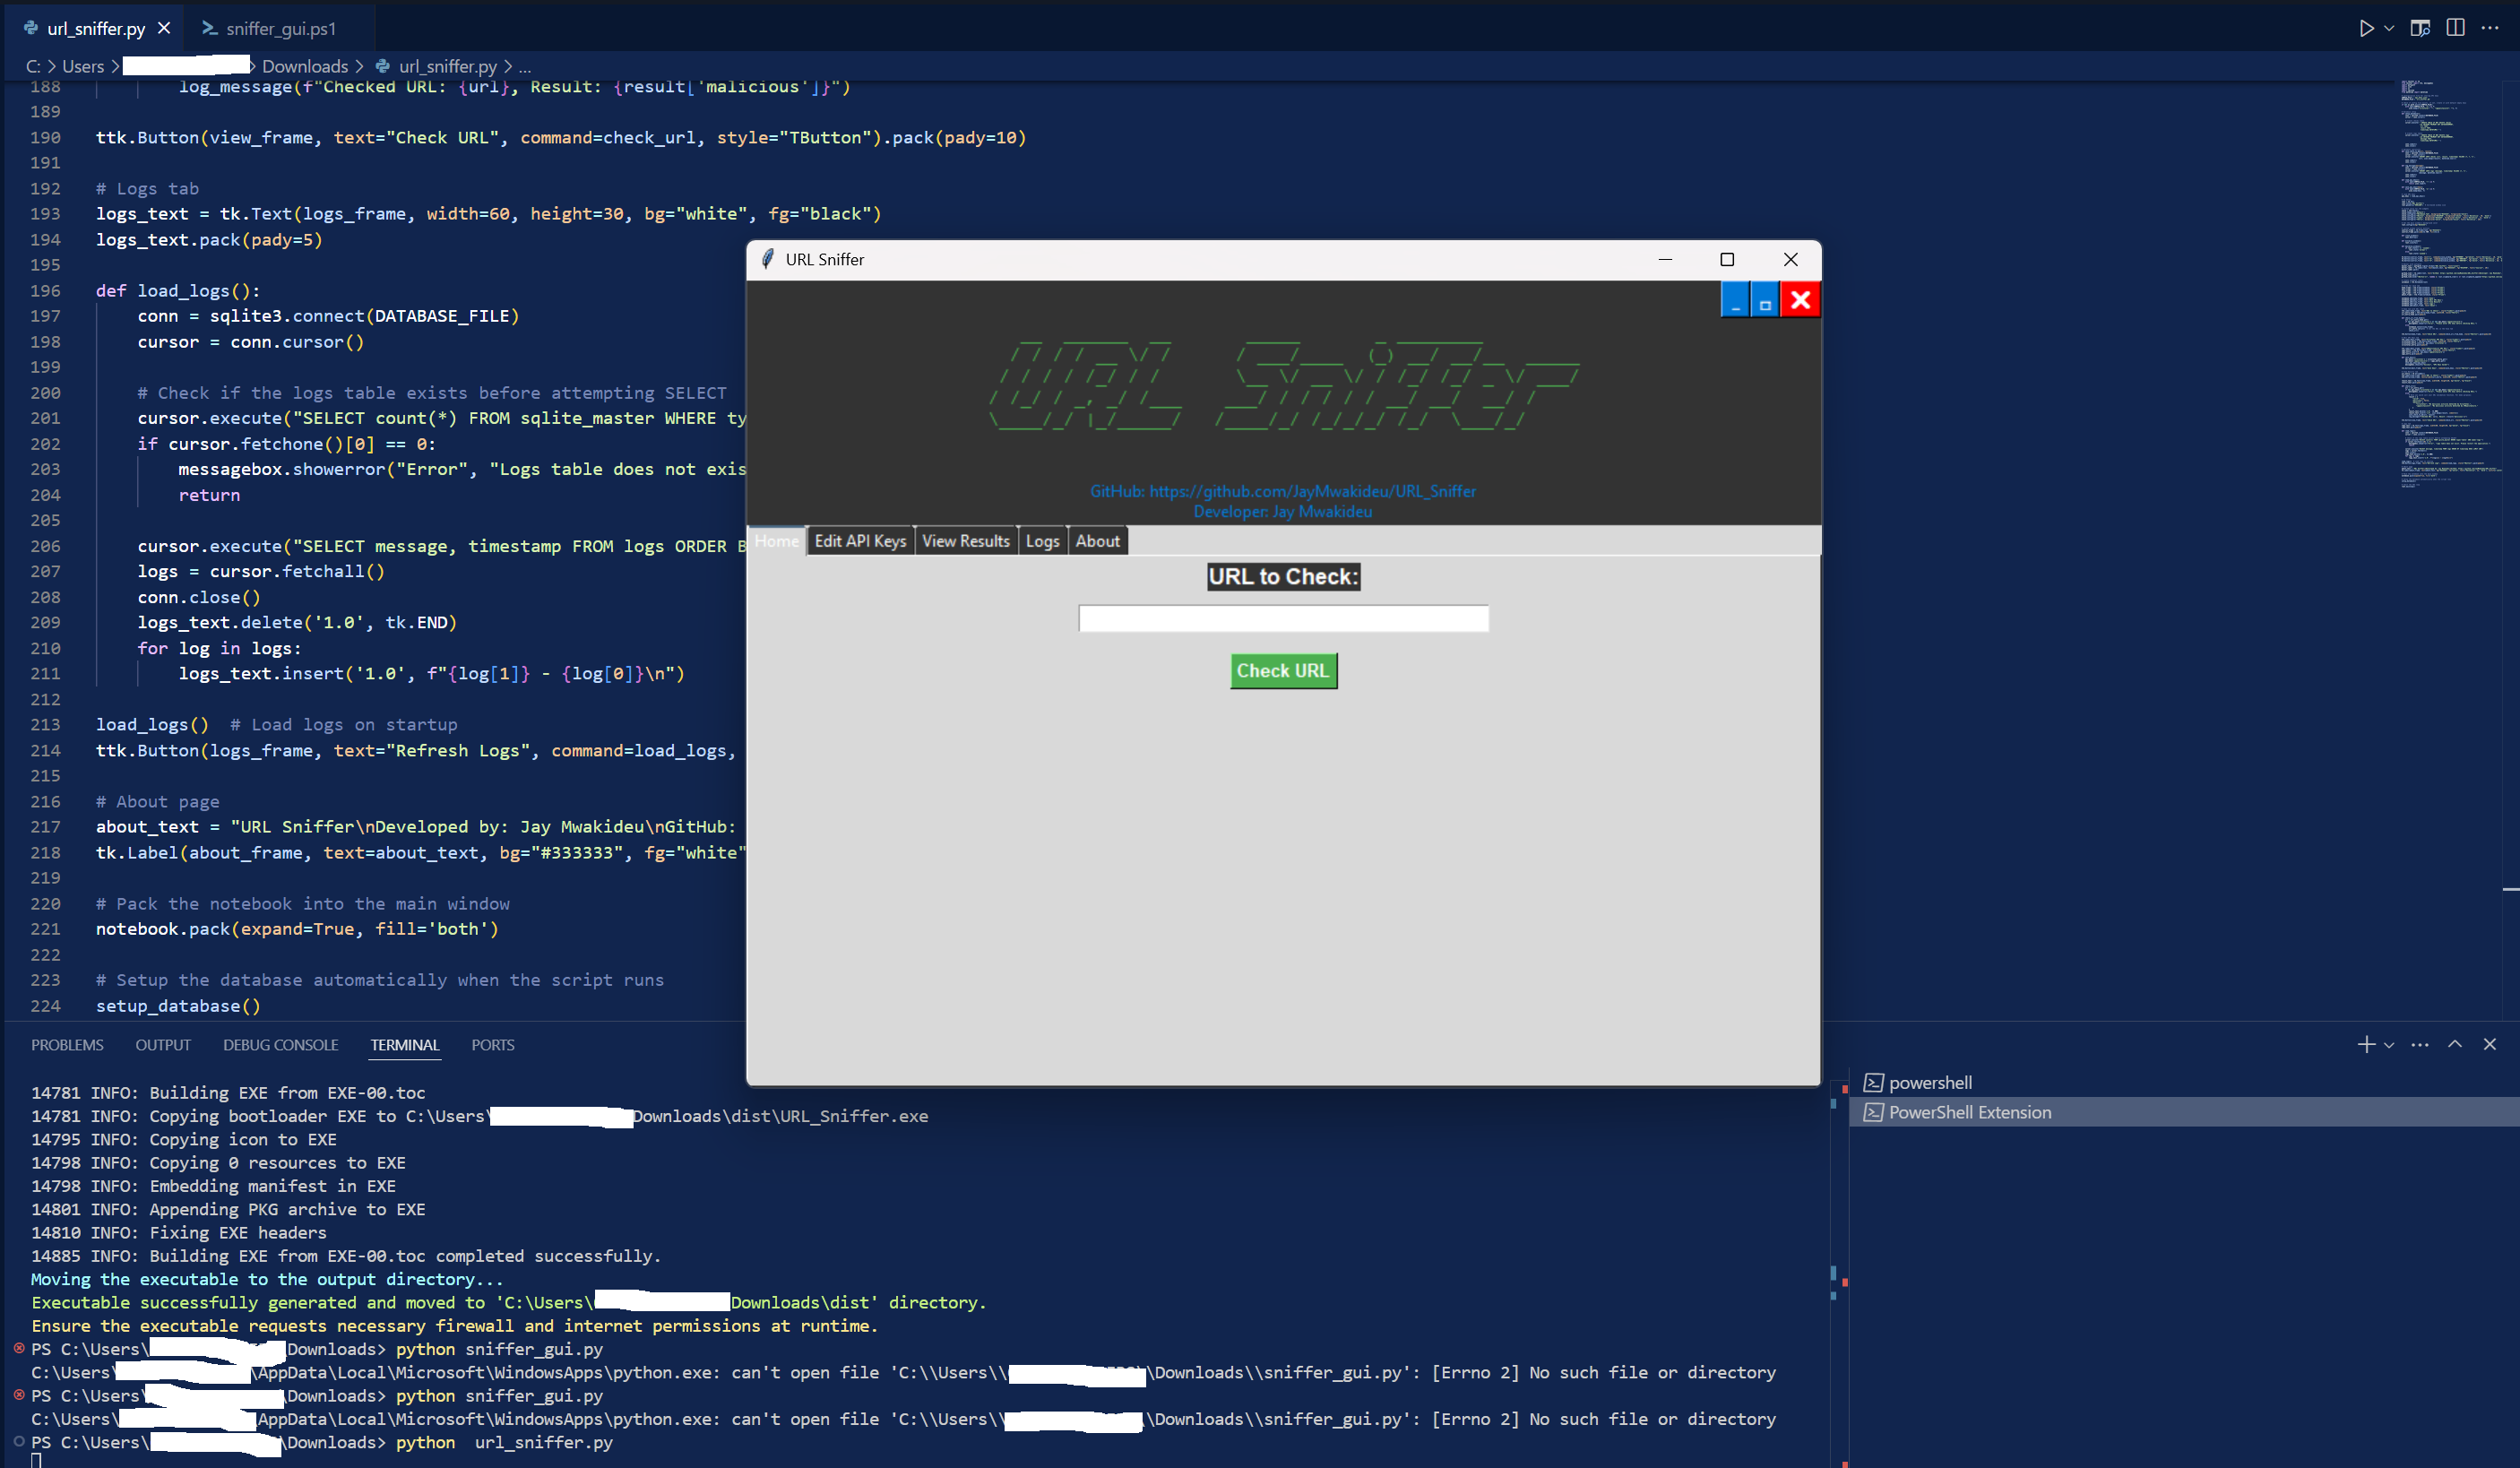 url_sniffer.py
sniffer_gui.ps1
C: > Users > > Downloads > url_sniffer.py > ...
188 log_message(f"Checked URL: {url}, Result: {result['malicious']}")
189
190 ttk.Button(view_frame, text="Check URL", command=check_url, style="TButton").pack(pady=10)
191
192 # Logs tab
193 logs_text = tk.Text(logs_frame, width=60, height=30, bg="white", fg="black")
194 logs_text.pack(pady=5)
195
196 def load_logs():
197 conn = sqlite3.connect(DATABASE_FILE)
198 cursor = conn.cursor()
199
200 # Check if the logs table exists before attempting SELECT
201 cursor.execute("SELECT count(*) FROM sqlite_master WHERE ty
202 if cursor.fetchone()[0] == 0:
203 messagebox.showerror("Error", "Logs table does not exis
204 return
205
206 cursor.execute("SELECT message, timestamp FROM logs ORDER B
207 logs = cursor.fetchall()
208 conn.close()
209 logs_text.delete('1.0', tk.END)
210 for log in logs:
211 logs_text.insert('1.0', f"{log[1]} - {log[0]}\n")
212
213 load_logs()  # Load logs on startup
214 ttk.Button(logs_frame, text="Refresh Logs", command=load_logs,
215
216 # About page
217 about_text = "URL Sniffer\nDeveloped by: Jay Mwakideu\nGitHub:
218 tk.Label(about_frame, text=about_text, bg="#333333", fg="white"
219
220 # Pack the notebook into the main window
221 notebook.pack(expand=True, fill='both')
222
223 # Setup the database automatically when the script runs
224 setup_database()
URL Sniffer
URL Sniffer
GitHub: https://github.com/JayMwakideu/URL_Sniffer
Developer: Jay Mwakideu
Home Edit API Keys View Results Logs About
URL to Check:
Check URL
PROBLEMS OUTPUT DEBUG CONSOLE TERMINAL PORTS
14781 INFO: Building EXE from EXE-00.toc
14781 INFO: Copying bootloader EXE to C:\Users\ Downloads\dist\URL_Sniffer.exe
14795 INFO: Copying icon to EXE
14798 INFO: Copying 0 resources to EXE
14798 INFO: Embedding manifest in EXE
14801 INFO: Appending PKG archive to EXE
14810 INFO: Fixing EXE headers
14885 INFO: Building EXE from EXE-00.toc completed successfully.
Moving the executable to the output directory...
Executable successfully generated and moved to 'C:\Users\ Downloads\dist' directory.
Ensure the executable requests necessary firewall and internet permissions at runtime.
PS C:\Users\ \Downloads> python sniffer_gui.py
C:\Users\ \AppData\Local\Microsoft\WindowsApps\python.exe: can't open file 'C:\\Users\\ \Downloads\\sniffer_gui.py': [Errno 2] No such file or directory
PS C:\Users\ \Downloads> python sniffer_gui.py
C:\Users\ AppData\Local\Microsoft\WindowsApps\python.exe: can't open file 'C:\\Users\\ \Downloads\\sniffer_gui.py': [Errno 2] No such file or directory
PS C:\Users\ \Downloads> python  url_sniffer.py
powershell
PowerShell Extension